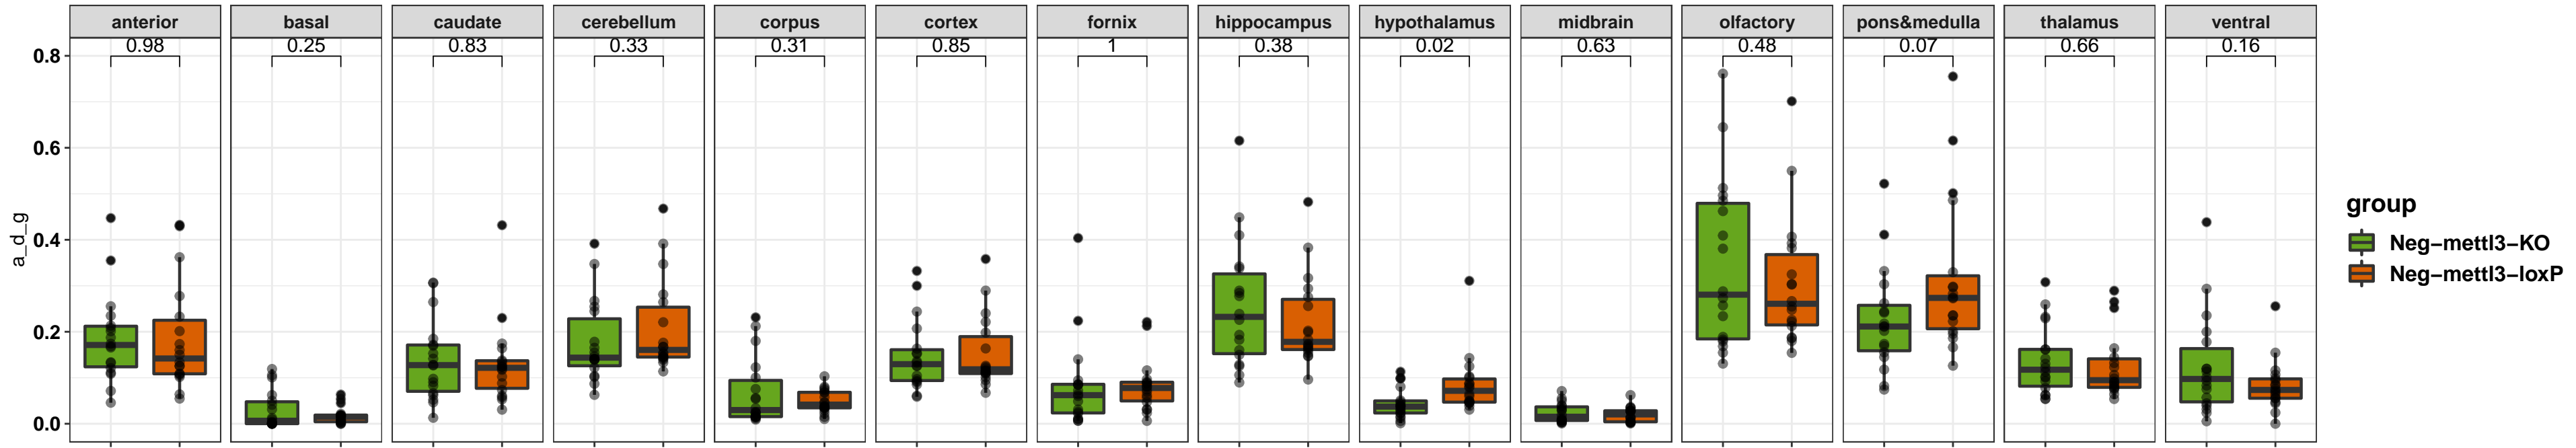 anterior basal caudate cerebellum corpus cortex fornix hippocampus hypothalamus midbrain olfactory pons&medulla thalamus ventral
0.98 0.25 0.83 0.33 0.31 0.85 1 0.38 0.02 0.63 0.48 0.07 0.66 0.16
0.8
0.6
0.4
0.2
0.0
a_d_g
group
Neg−mettl3−KO
Neg−mettl3−loxP